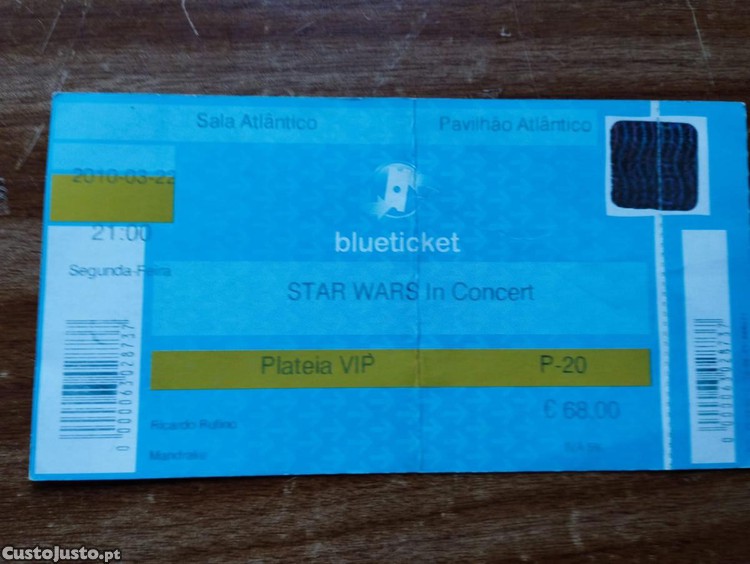 Sala Atlântico
Pavilhão Atlântico
2010-03-22
21:00
Segunda-Feira
blueticket
STAR WARS In Concert
Plateia VIP
P-20
€ 68,00
Ricardo Rufino
Mandrake
CustoJusto.pt